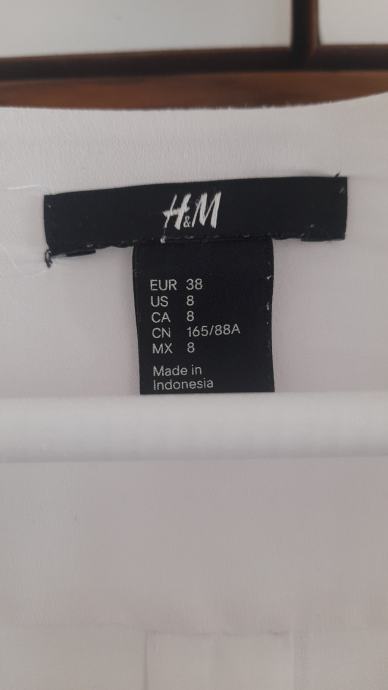 H&M
EUR 38
US 8
CA 8
CN 165/88A
MX 8
Made in
Indonesia